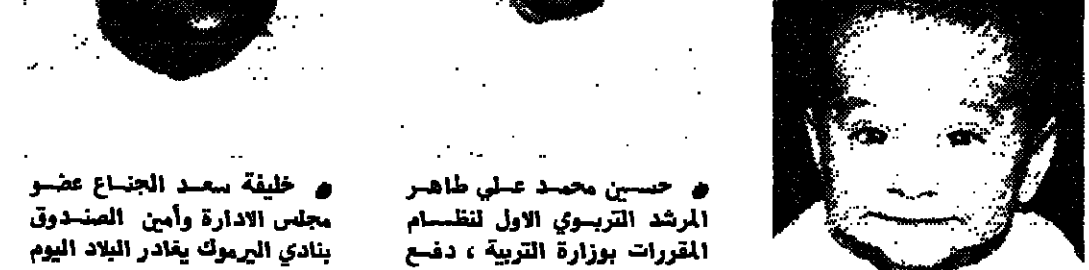 ● حسين محمد علي طاهر
المرشد التربوي الاول لنظام
المقررات بوزارة التربية ، دفع
● خليفة سعد الجناع عضو
مجلس الادارة وأمين الصندوق
بنادي اليرموك يغادر البلاد اليوم